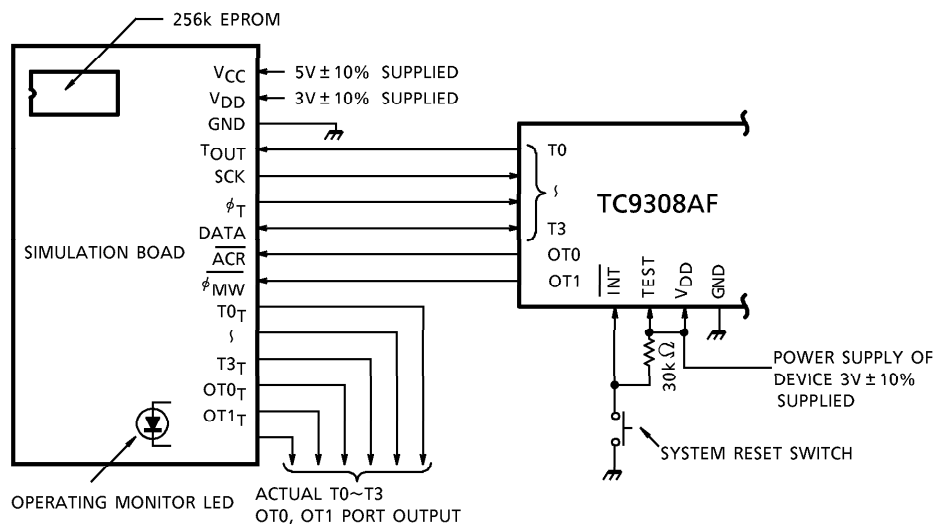 256k EPROM
VCC
5V ± 10% SUPPLIED
VDD
3V ± 10% SUPPLIED
GND
TOUT
SCK
φT
DATA
ACR
φMW
SIMULATION BOAD
T0T
~
T3T
OT0T
OT1T
T0
~
T3
OT0
OT1
TC9308AF
INT
TEST
VDD
GND
30kΩ
POWER SUPPLY OF
DEVICE 3V ± 10%
SUPPLIED
SYSTEM RESET SWITCH
OPERATING MONITOR LED
ACTUAL T0~T3
OT0, OT1 PORT OUTPUT